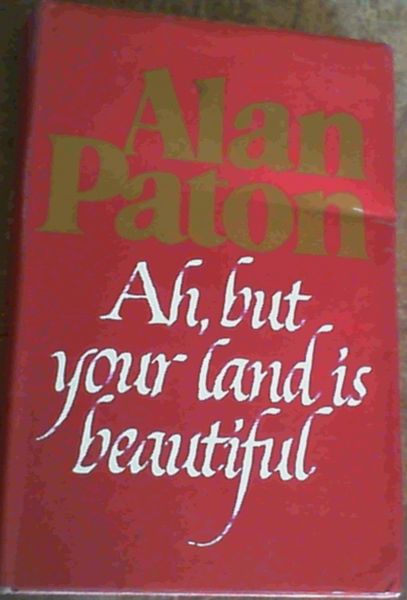 Alan
Paton
Ah, but
your land is
beautiful